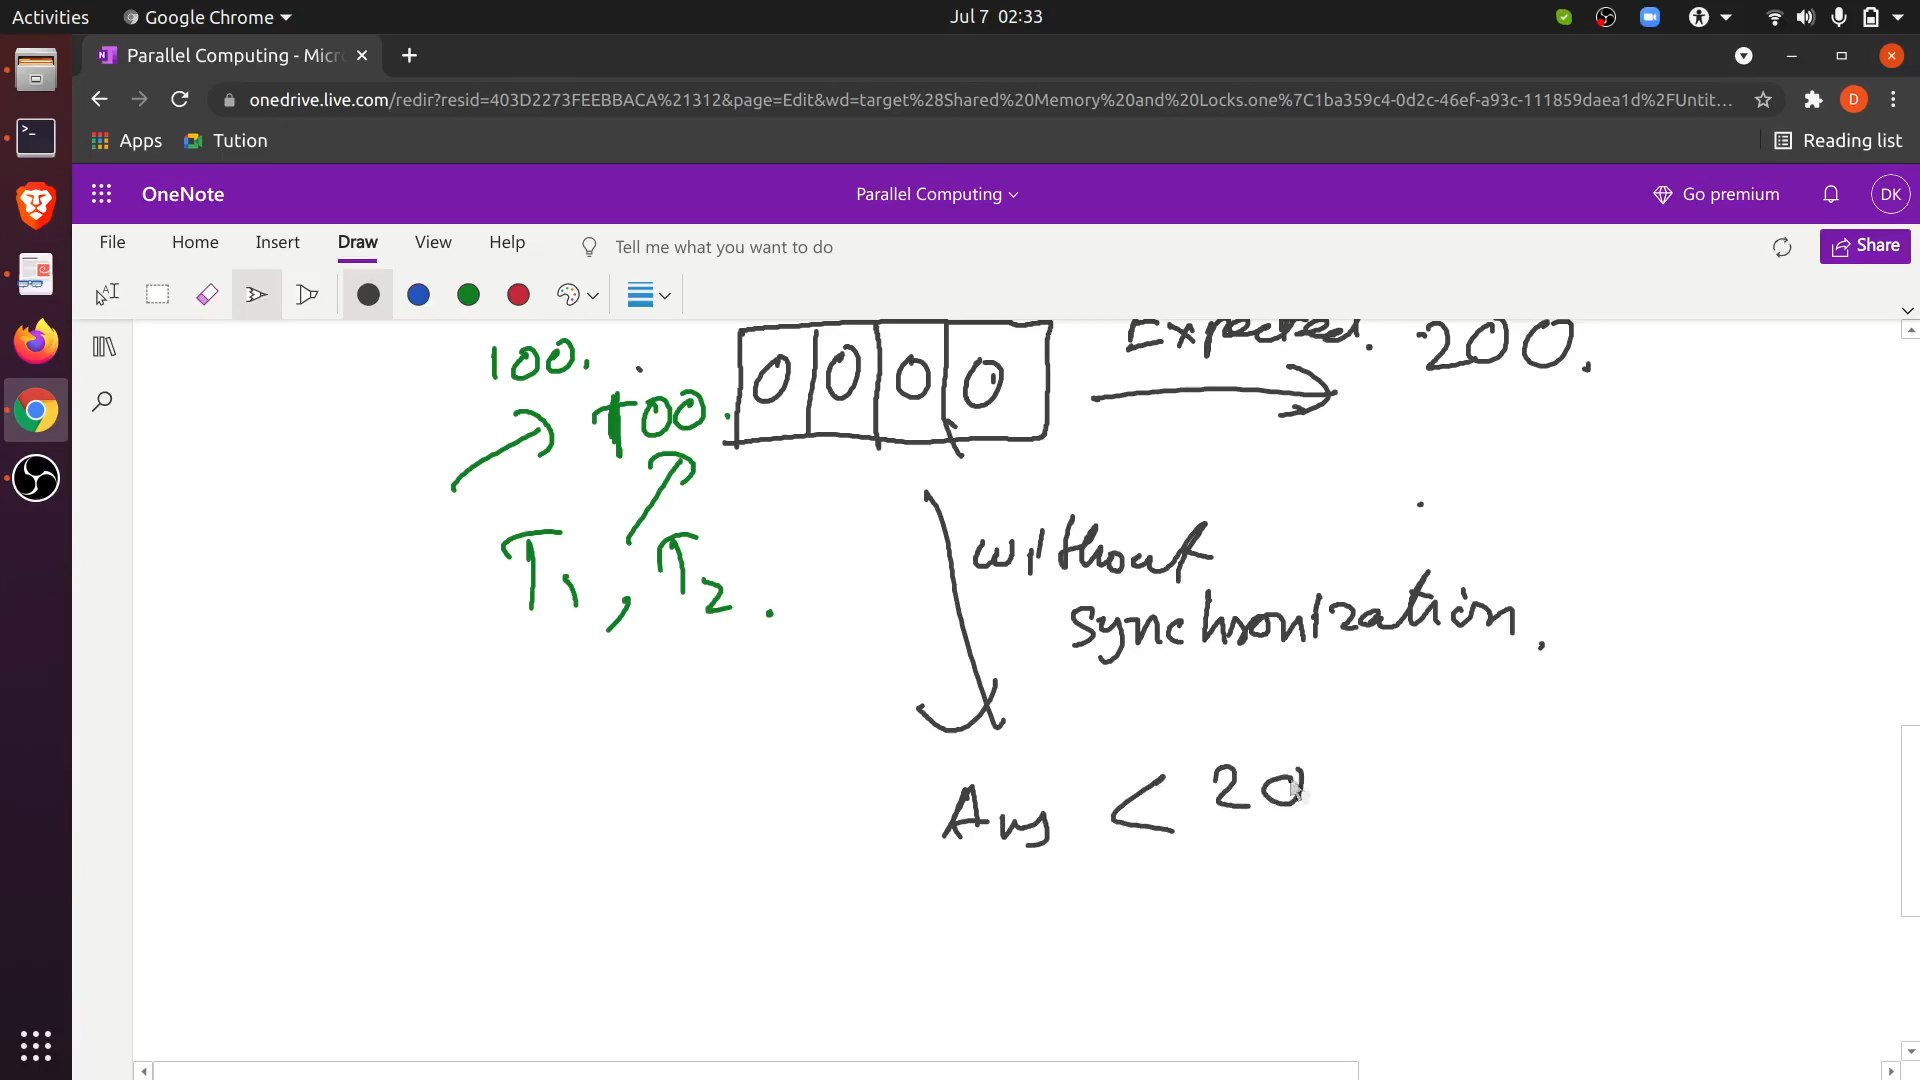 Activities Google Chrome Jul 7 02:33
Parallel Computing - Micr
onedrive.live.com/redir?resid=403D2273FEEBBACA%21312&page=Edit&wd=target%28Shared%20Memory%20and%20Locks.one%7C1ba359c4-0d2c-46ef-a93c-111859daea1d%2FUntit... D
Apps Tution Reading list
OneNote Parallel Computing Go premium DK
File Home Insert Draw View Help Tell me what you want to do Share
Expected. 200.
100.
100. 0 0 0 0
T1, T2.
without
synchronization.
Ans < 20